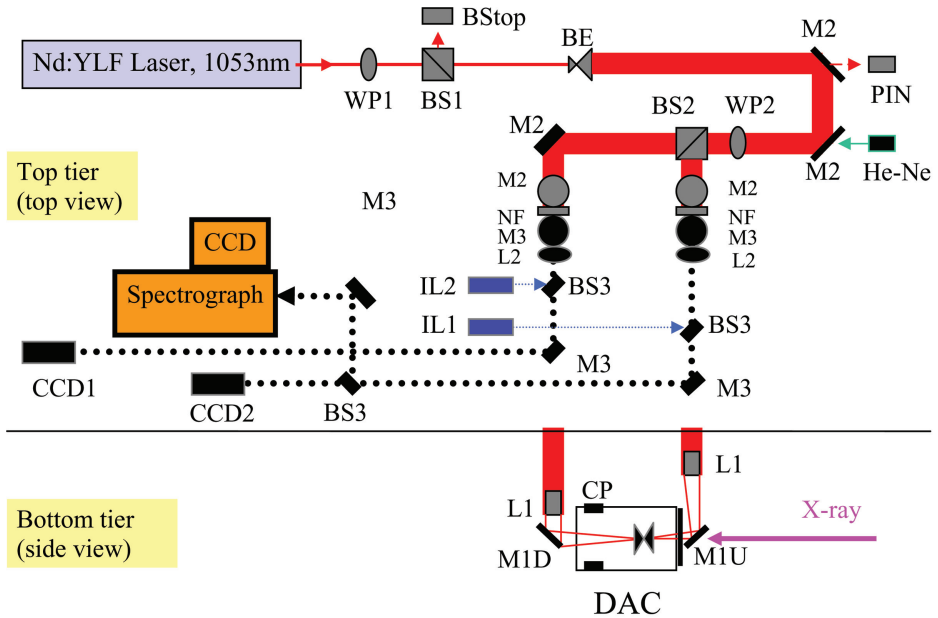 BStop
Nd:YLF Laser, 1053nm
WP1
BS1
BE
M2
PIN
M2
BS2
WP2
M2
He-Ne
Top tier
(top view)
M3
M2
NF
M3
L2
M2
NF
M3
L2
CCD
Spectrograph
IL2
BS3
IL1
BS3
CCD1
M3
CCD2
BS3
M3
L1
L1
CP
X-ray
Bottom tier
(side view)
M1D
M1U
DAC